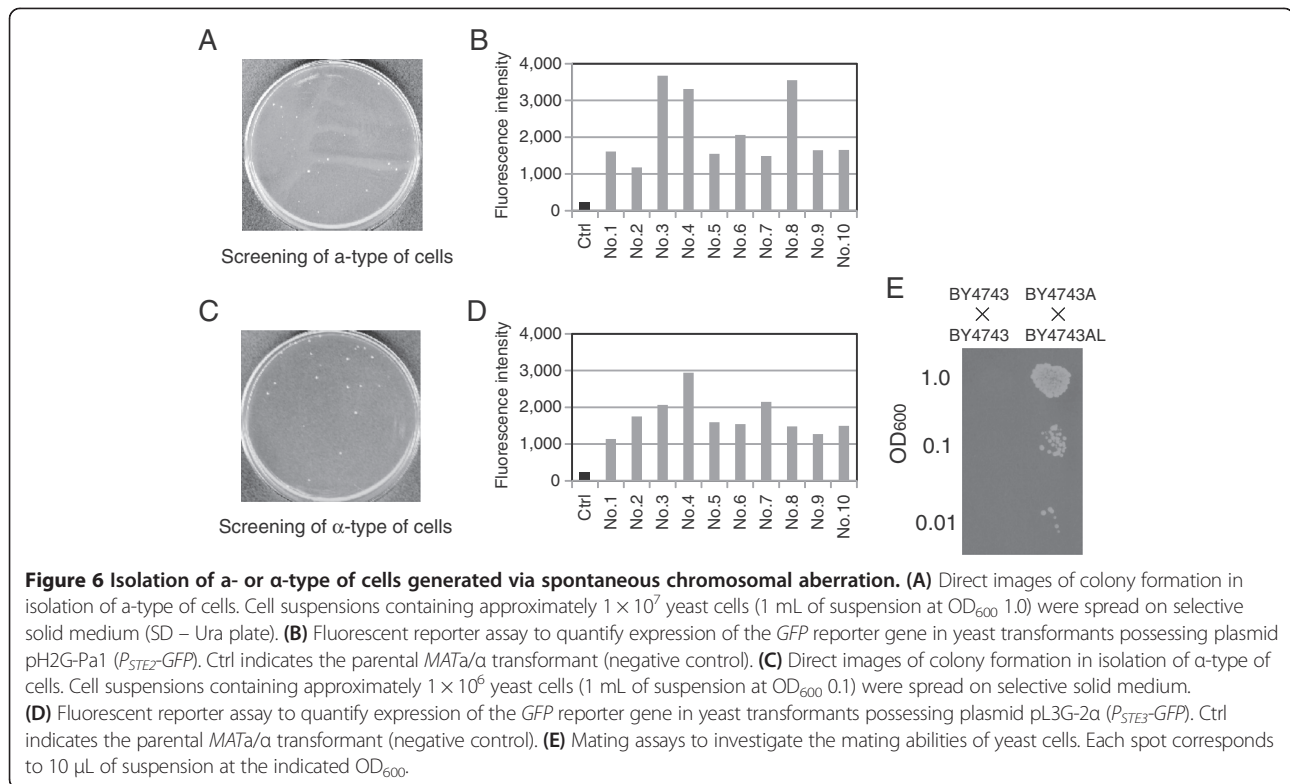 A
B
Fluorescence intensity
4,000
3,000
2,000
1,000
0
Ctrl
No.1
No.2
No.3
No.4
No.5
No.6
No.7
No.8
No.9
No.10
Screening of a-type of cells
C
D
Fluorescence intensity
4,000
3,000
2,000
1,000
0
Ctrl
No.1
No.2
No.3
No.4
No.5
No.6
No.7
No.8
No.9
No.10
Screening of α-type of cells
E
BY4743 BY4743A
× ×
BY4743 BY4743AL
OD600
1.0
0.1
0.01
Figure 6 Isolation of a- or α-type of cells generated via spontaneous chromosomal aberration. (A) Direct images of colony formation in
isolation of a-type of cells. Cell suspensions containing approximately 1 × 10⁷ yeast cells (1 mL of suspension at OD₆₀₀ 1.0) were spread on selective
solid medium (SD – Ura plate). (B) Fluorescent reporter assay to quantify expression of the GFP reporter gene in yeast transformants possessing plasmid
pH2G-Pa1 (P_STE2-GFP). Ctrl indicates the parental MATa/α transformant (negative control). (C) Direct images of colony formation in isolation of α-type of
cells. Cell suspensions containing approximately 1 × 10⁶ yeast cells (1 mL of suspension at OD₆₀₀ 0.1) were spread on selective solid medium.
(D) Fluorescent reporter assay to quantify expression of the GFP reporter gene in yeast transformants possessing plasmid pL3G-2α (P_STE3-GFP). Ctrl
indicates the parental MATa/α transformant (negative control). (E) Mating assays to investigate the mating abilities of yeast cells. Each spot corresponds
to 10 μL of suspension at the indicated OD₆₀₀.